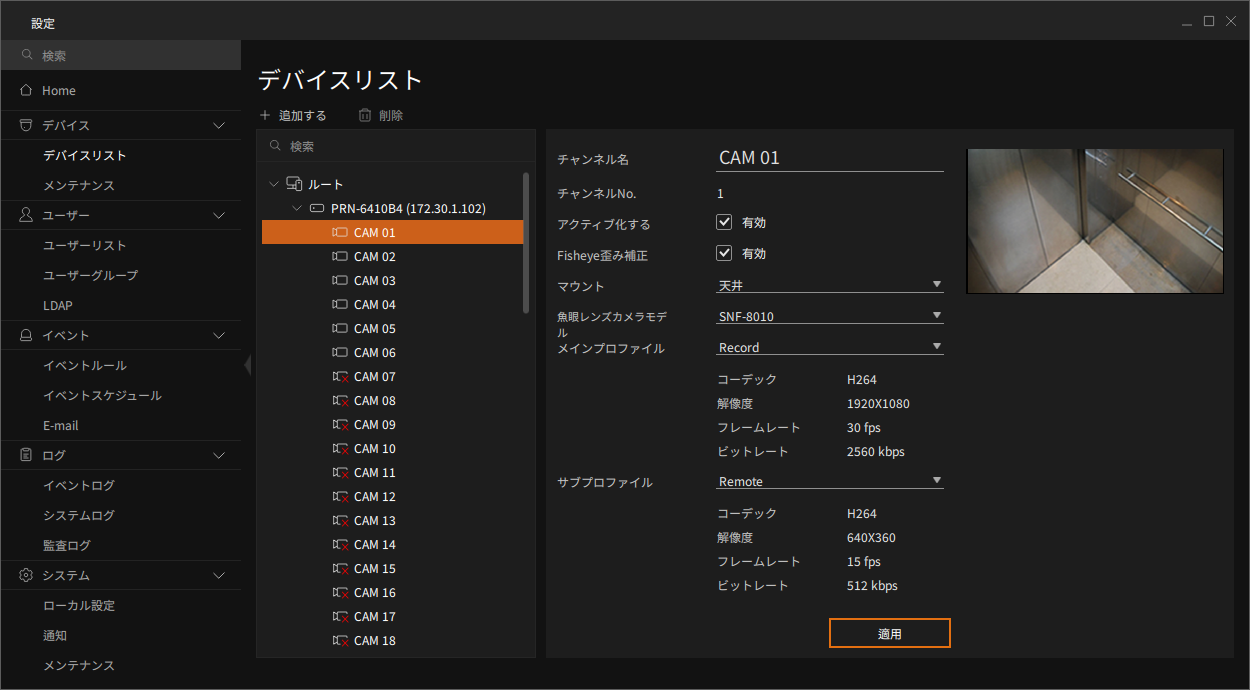 設定
検索
Home
デバイス
デバイスリスト
メンテナンス
ユーザー
ユーザーリスト
ユーザーグループ
LDAP
イベント
イベントルール
イベントスケジュール
E-mail
ログ
イベントログ
システムログ
監査ログ
システム
ローカル設定
通知
メンテナンス
デバイスリスト
追加する 削除
検索
ルート
PRN-6410B4 (172.30.1.102)
CAM 01
CAM 02
CAM 03
CAM 04
CAM 05
CAM 06
CAM 07
CAM 08
CAM 09
CAM 10
CAM 11
CAM 12
CAM 13
CAM 14
CAM 15
CAM 16
CAM 17
CAM 18
チャンネル名 CAM 01
チャンネルNo. 1
アクティブ化する 有効
Fisheye歪み補正 有効
マウント 天井
魚眼レンズカメラモデ
ル
SNF-8010
メインプロファイル Record
コーデック H264
解像度 1920X1080
フレームレート 30 fps
ビットレート 2560 kbps
サブプロファイル Remote
コーデック H264
解像度 640X360
フレームレート 15 fps
ビットレート 512 kbps
適用